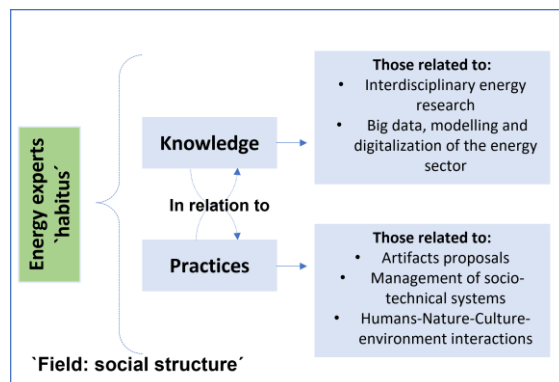 Energy experts
`habitus´
Knowledge
In relation to
Practices
Those related to:
• Interdisciplinary energy
research
• Big data, modelling and
digitalization of the energy
sector
Those related to:
• Artifacts proposals
• Management of socio-
technical systems
• Humans-Nature-Culture-
environment interactions
`Field: social structure´